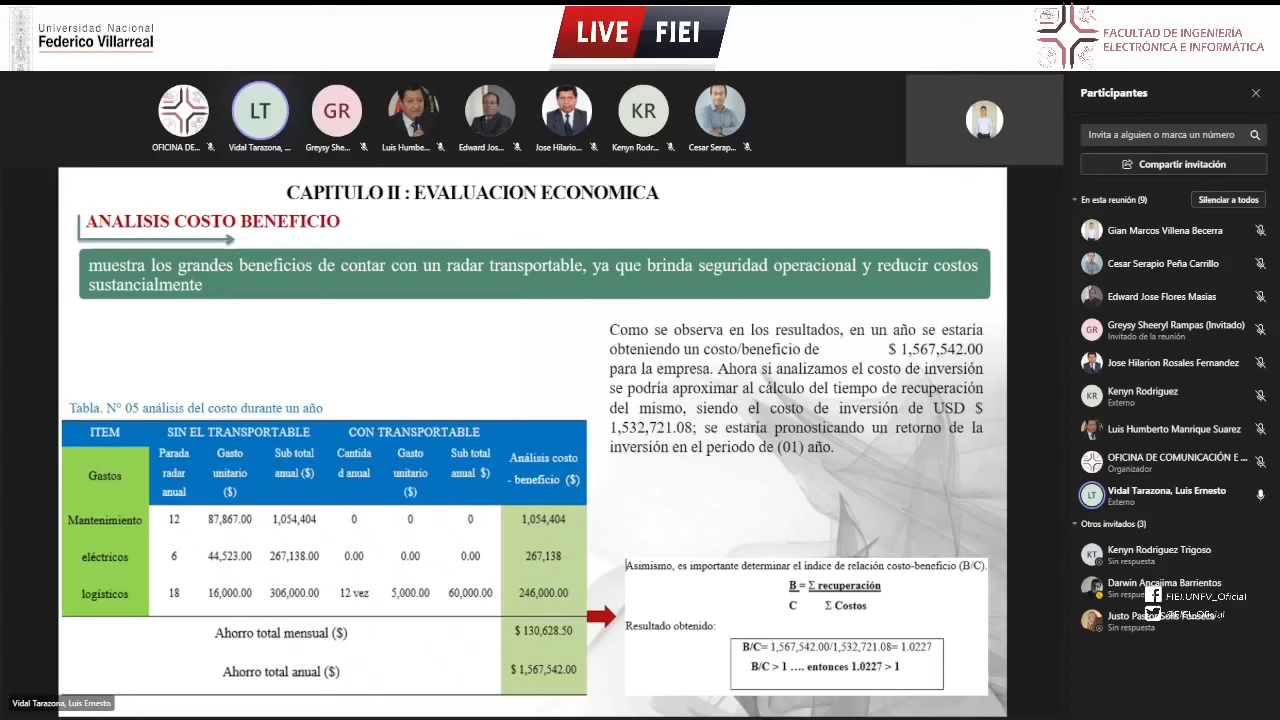 Universidad Nacional
Federico Villarreal
LIVE FIEI
FACULTAD DE INGENIERÍA
ELECTRÓNICA E INFORMÁTICA
LT
GR
KR
OFICINA DE...
Vidal Tarazona, ...
Greysy Shee...
Luis Humbe...
Edward Jos...
Jose Hilario...
Kenyn Rodr...
Cesar Serap...
CAPITULO II : EVALUACION ECONOMICA
ANALISIS COSTO BENEFICIO
muestra los grandes beneficios de contar con un radar transportable, ya que brinda seguridad operacional y reducir costos
sustancialmente
Como se observa en los resultados, en un año se estaría
obteniendo un costo/beneficio de $ 1,567,542.00
para la empresa. Ahora si analizamos el costo de inversión
se podría aproximar al cálculo del tiempo de recuperación
del mismo, siendo el costo de inversión de USD $
1,532,721.08; se estaría pronosticando un retorno de la
inversión en el periodo de (01) año.
Tabla. N° 05 análisis del costo durante un año
ITEM SIN EL TRANSPORTABLE CON TRANSPORTABLE
Gastos
Parada radar anual
Gasto unitario ($)
Sub total anual ($)
Cantida d anual
Gasto unitario ($)
Sub total anual $)
Análisis costo - beneficio ($)
Mantenimiento 12 87,867.00 1,054,404 0 0 0 1,054,404
eléctricos 6 44,523.00 267,138.00 0.00 0.00 0.00 267,138
logísticos 18 16,000.00 306,000.00 12 vez 5,000.00 60,000.00 246,000.00
Ahorro total mensual ($) $ 130,628.50
Ahorro total anual ($) $ 1,567,542.00
Asimismo, es importante determinar el índice de relación costo-beneficio (B/C).
B = Σ recuperación
C Σ Costos
Resultado obtenido:
B/C= 1,567,542.00/1,532,721.08= 1.0227
B/C > 1 …. entonces 1.0227 > 1
Vidal Tarazona, Luis Ernesto
Participantes
Invita a alguien o marca un número
Compartir invitación
En esta reunión (9)
Silenciar a todos
Gian Marcos Villena Becerra
Cesar Serapio Peña Carrillo
Edward Jose Flores Masias
GR
Greysy Sheeryl Rampas (Invitado)
Invitado de la reunión
Jose Hilarion Rosales Fernandez
KR
Kenyn Rodriguez
Externo
Luis Humberto Manrique Suarez
OFICINA DE COMUNICACIÓN E ...
Organizador
LT
Vidal Tarazona, Luis Ernesto
Externo
Otros invitados (3)
KT
Kenyn Rodriguez Trigoso
Sin respuesta
Darwin Ancajima Barrientos
Sin respuesta
FIEI.UNFV_Oficial
Justo Pastor Solis Fonseca
Sin respuesta